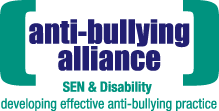 anti-bullying
alliance
SEN & Disability
developing effective anti-bullying practice